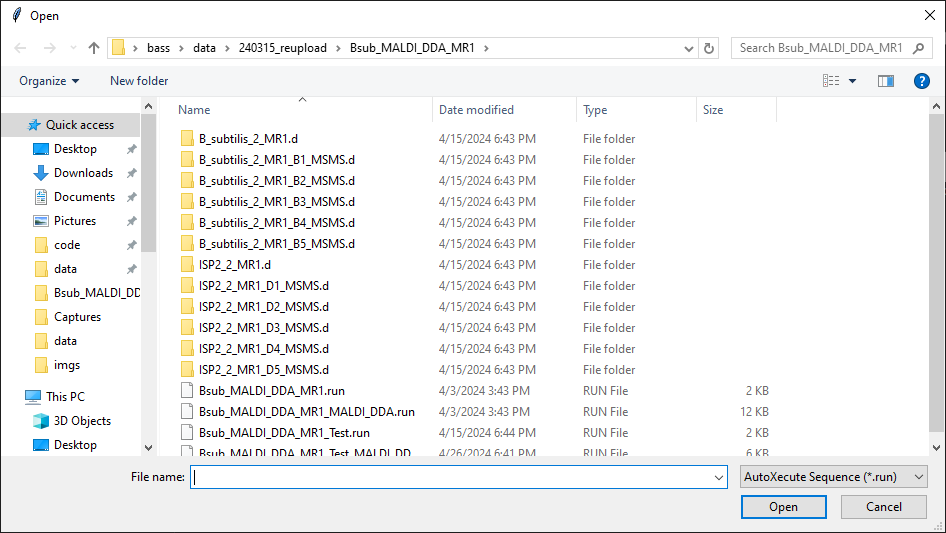 Open
bass > data > 240315_reupload > Bsub_MALDI_DDA_MR1 >
Search Bsub_MALDI_DDA_MR1
Organize New folder
Name Date modified Type Size
Quick access
Desktop
Downloads
Documents
Pictures
code
data
Bsub_MALDI_DD
Captures
data
imgs
This PC
3D Objects
Desktop
B_subtilis_2_MR1.d 4/15/2024 6:43 PM File folder
B_subtilis_2_MR1_B1_MSMS.d 4/15/2024 6:43 PM File folder
B_subtilis_2_MR1_B2_MSMS.d 4/15/2024 6:43 PM File folder
B_subtilis_2_MR1_B3_MSMS.d 4/15/2024 6:43 PM File folder
B_subtilis_2_MR1_B4_MSMS.d 4/15/2024 6:43 PM File folder
B_subtilis_2_MR1_B5_MSMS.d 4/15/2024 6:43 PM File folder
ISP2_2_MR1.d 4/15/2024 6:43 PM File folder
ISP2_2_MR1_D1_MSMS.d 4/15/2024 6:43 PM File folder
ISP2_2_MR1_D2_MSMS.d 4/15/2024 6:43 PM File folder
ISP2_2_MR1_D3_MSMS.d 4/15/2024 6:43 PM File folder
ISP2_2_MR1_D4_MSMS.d 4/15/2024 6:43 PM File folder
ISP2_2_MR1_D5_MSMS.d 4/15/2024 6:43 PM File folder
Bsub_MALDI_DDA_MR1.run 4/3/2024 3:43 PM RUN File 2 KB
Bsub_MALDI_DDA_MR1_MALDI_DDA.run 4/3/2024 3:43 PM RUN File 12 KB
Bsub_MALDI_DDA_MR1_Test.run 4/15/2024 6:44 PM RUN File 2 KB
Bsub_MALDI_DDA_MR1_Test_MALDI_DD 4/26/2024 6:41 PM RUN File 6 KB
File name: AutoXecute Sequence (*.run)
Open Cancel